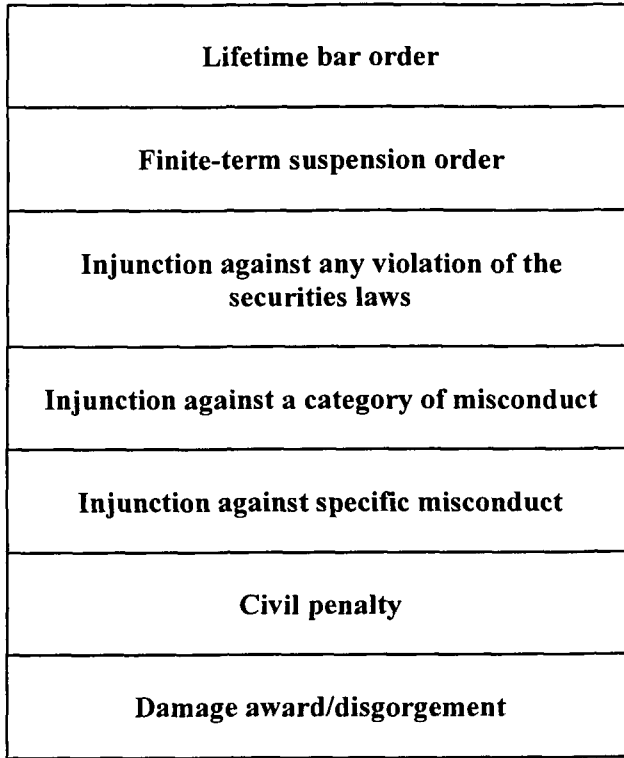 Lifetime bar order
Finite-term suspension order
Injunction against any violation of the
securities laws
Injunction against a category of misconduct
Injunction against specific misconduct
Civil penalty
Damage award/disgorgement